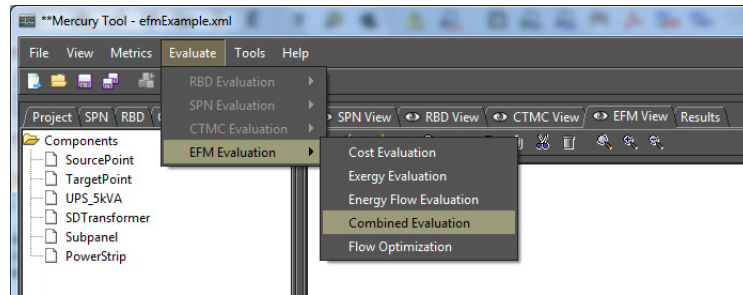 **Mercury Tool - efmExample.xml
File View Metrics Evaluate Tools Help
RBD Evaluation
SPN Evaluation
CTMC Evaluation
EFM Evaluation
Project SPN RBD
SPN View RBD View CTMC View EFM View Results
Components
SourcePoint
TargetPoint
UPS_5kVA
SDTransformer
Subpanel
PowerStrip
Cost Evaluation
Exergy Evaluation
Energy Flow Evaluation
Combined Evaluation
Flow Optimization